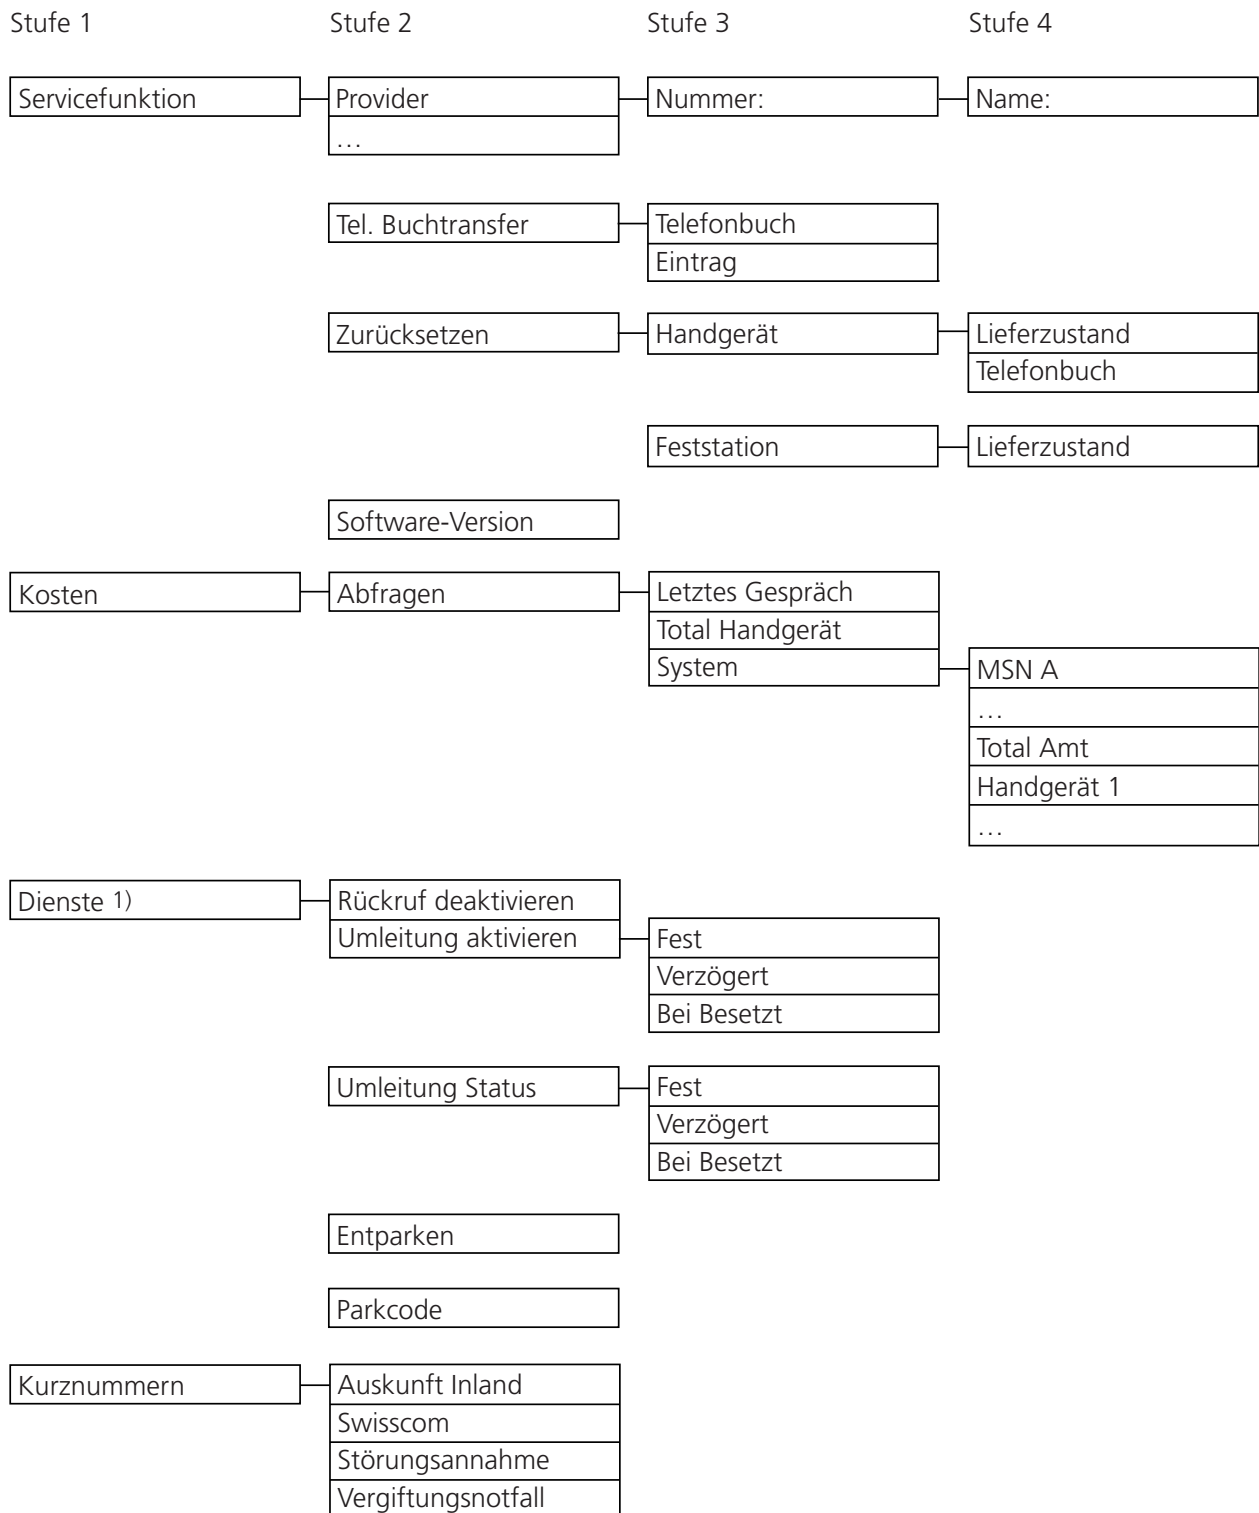 Stufe 1 Stufe 2 Stufe 3 Stufe 4
Servicefunktion Provider Nummer: Name:
...
Tel. Buchtransfer Telefonbuch
Eintrag
Zurücksetzen Handgerät Lieferzustand
Telefonbuch
Feststation Lieferzustand
Software-Version
Kosten Abfragen Letztes Gespräch
Total Handgerät
System MSN A
...
Total Amt
Handgerät 1
...
Dienste 1) Rückruf deaktivieren
Umleitung aktivieren Fest
Verzögert
Bei Besetzt
Umleitung Status Fest
Verzögert
Bei Besetzt
Entparken
Parkcode
Kurznummern Auskunft Inland
Swisscom
Störungsannahme
Vergiftungsnotfall